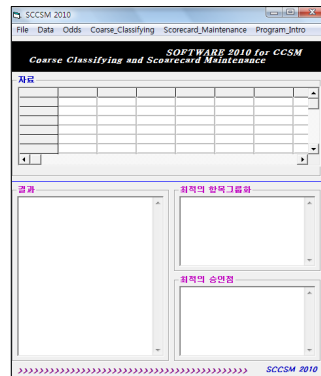 SCCSM 2010
File Data Odds Coarse_Classifying Scorecard_Maintenance Program_Intro
SOFTWARE 2010 for CCSM
Coarse Classifying and Scoarecard Maintenance
자료
결과
최적의 항목그룹화
최적의 승인점
>>>>>>>>>>>>>>>>>>>>>>>>>>>>>>>>>>>>>>>> SCCSM 2010